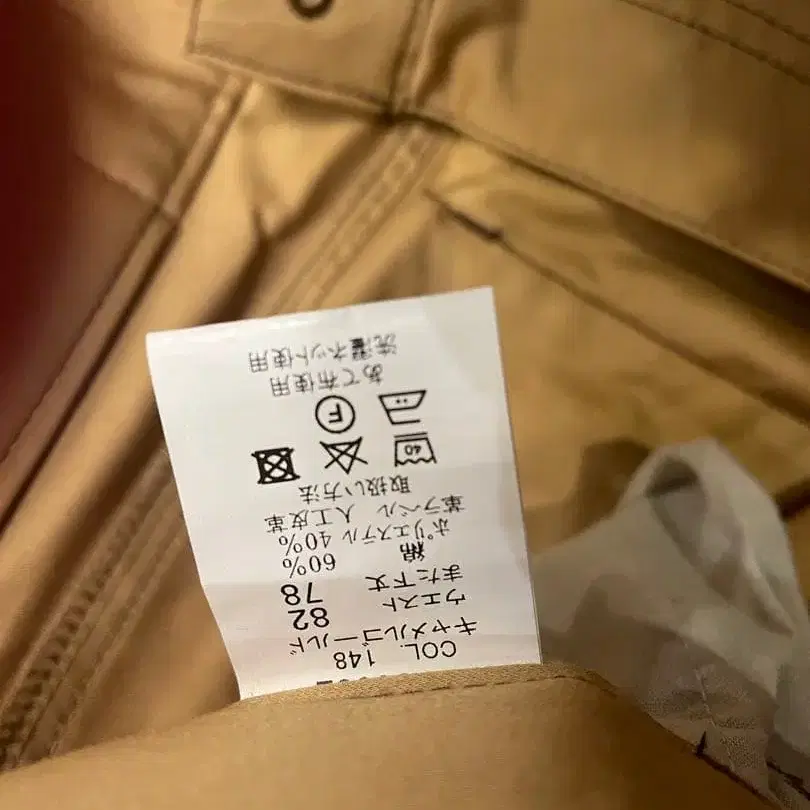 COL. 148
キャメルゴールド
ウエスト 82
また下丈 78
綿 60%
ポリエステル 40%
革ラベル 人工皮革
取扱い方法
40
F
あて布使用
洗濯ネット使用